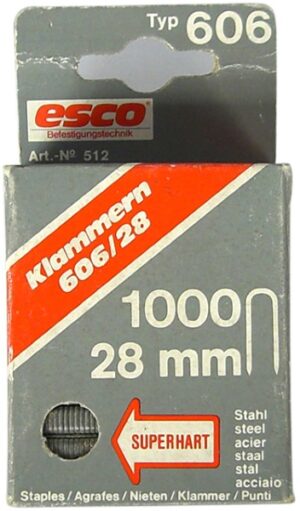 Typ 606
esco
Befestigungstechnik
Art.-Nº 512
Klammern
606/28
1000
28 mm
SUPERHART
Stahl
steel
acier
staal
stål
acciaio
Staples / Agrafes / Nieten / Klammer / Punti